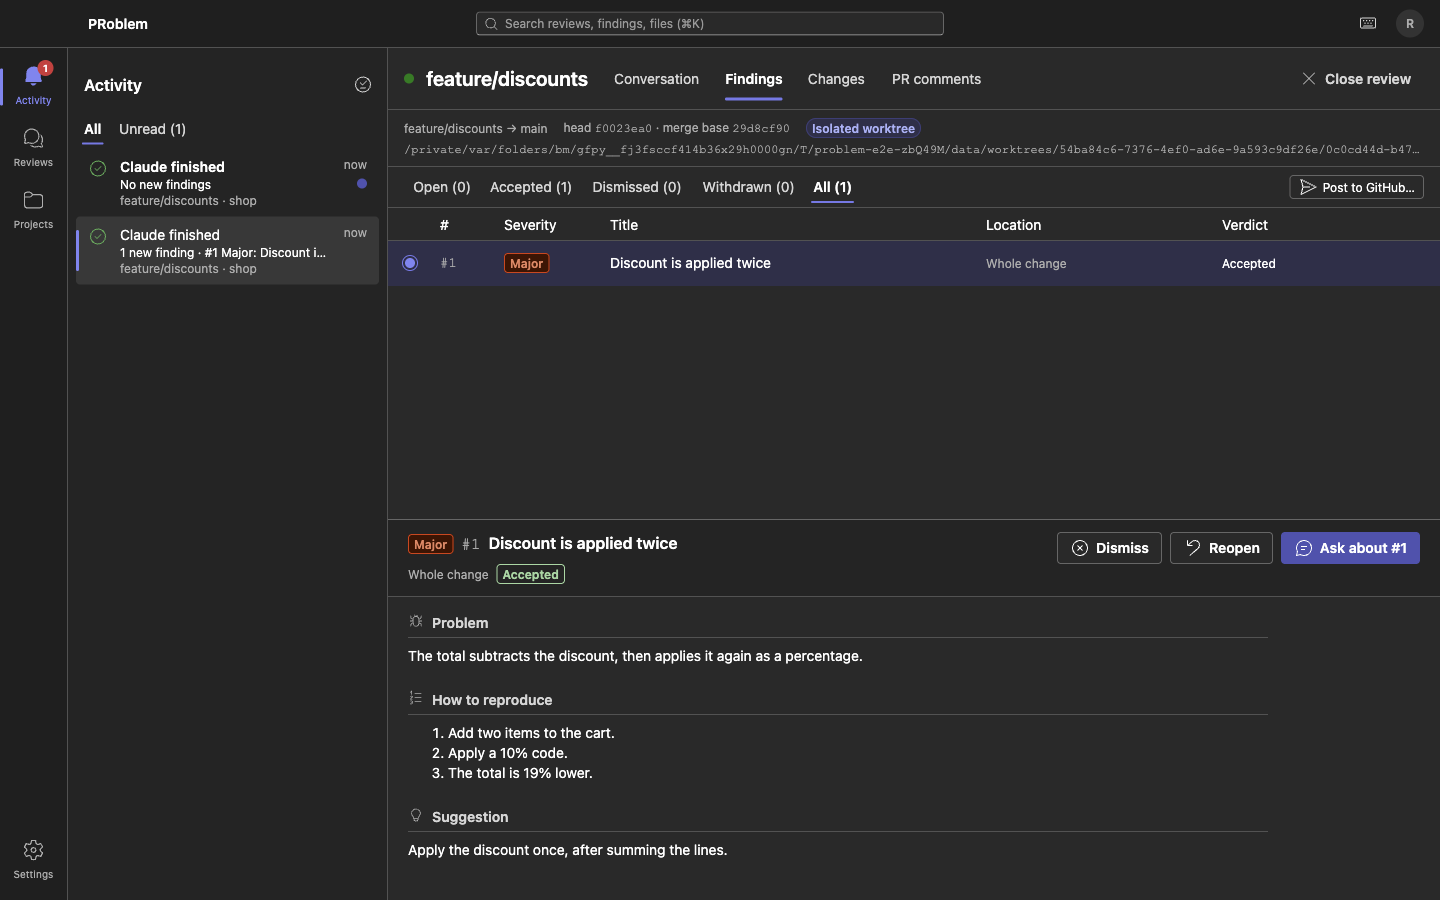 PRoblem
Search reviews, findings, files (⌘K)
R
1
Activity
Reviews
Projects
Settings
Activity
All
Unread (1)
Claude finished
now
No new findings
feature/discounts · shop
Claude finished
now
1 new finding · #1 Major: Discount i...
feature/discounts · shop
feature/discounts
Conversation
Findings
Changes
PR comments
Close review
feature/discounts → main
head f0023ea0 · merge base 29d8cf90
Isolated worktree
/private/var/folders/bm/gfpy__fj3fsccf414b36x29h0000gn/T/problem-e2e-zbQ49M/data/worktrees/54ba84c6-7376-4ef0-ad6e-9a593c9df26e/0c0cd44d-b47...
Open (0)
Accepted (1)
Dismissed (0)
Withdrawn (0)
All (1)
Post to GitHub...
# Severity Title Location Verdict
#1 Major Discount is applied twice Whole change Accepted
Major #1 Discount is applied twice
Whole change Accepted
Dismiss
Reopen
Ask about #1
Problem
The total subtracts the discount, then applies it again as a percentage.
How to reproduce
1. Add two items to the cart.
2. Apply a 10% code.
3. The total is 19% lower.
Suggestion
Apply the discount once, after summing the lines.